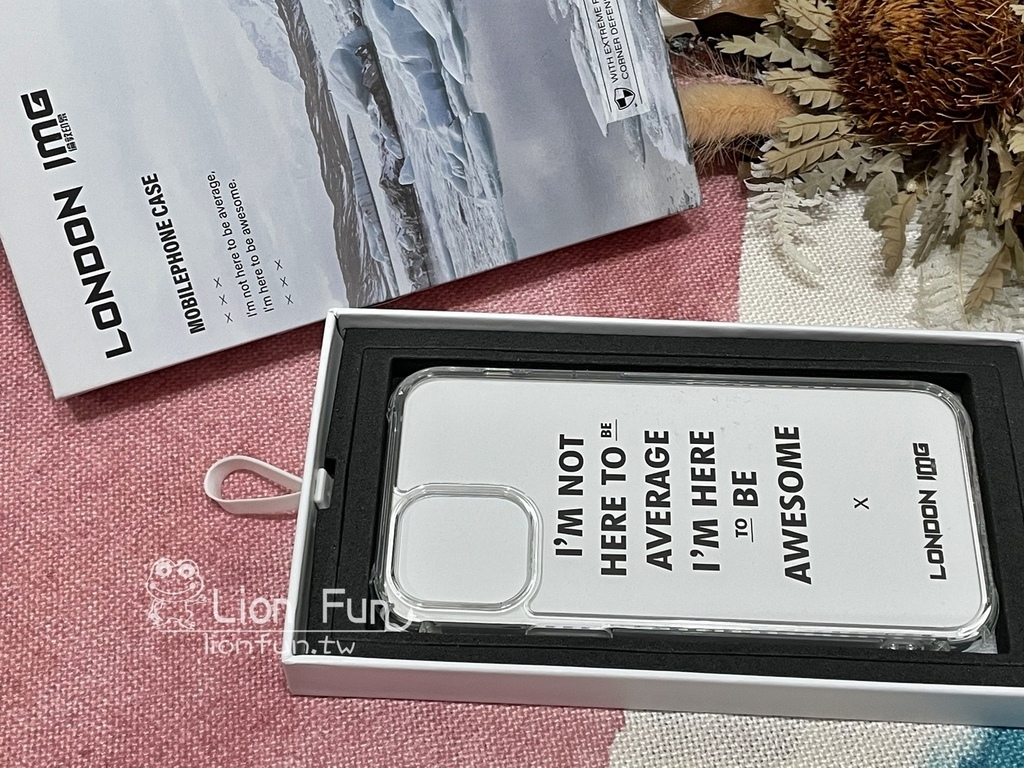 LONDON IMG
倫敦印象
MOBILEPHONE CASE
X X X
I'm not here to be average,
I'm here to be awesome.
X X X
WITH EXTREME
CORNER DEFEN
I'M NOT
HERE TO BE
AVERAGE
I'M HERE
TO BE
AWESOME
X
LONDON IMG
Lion Fun
lionfun.tw